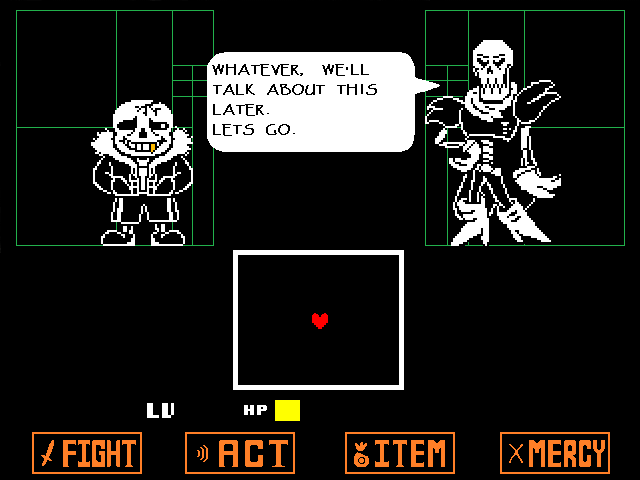 WHATEVER, WE'LL
TALK ABOUT THIS
LATER.
LETS GO.
LV HP
FIGHT ACT ITEM MERCY